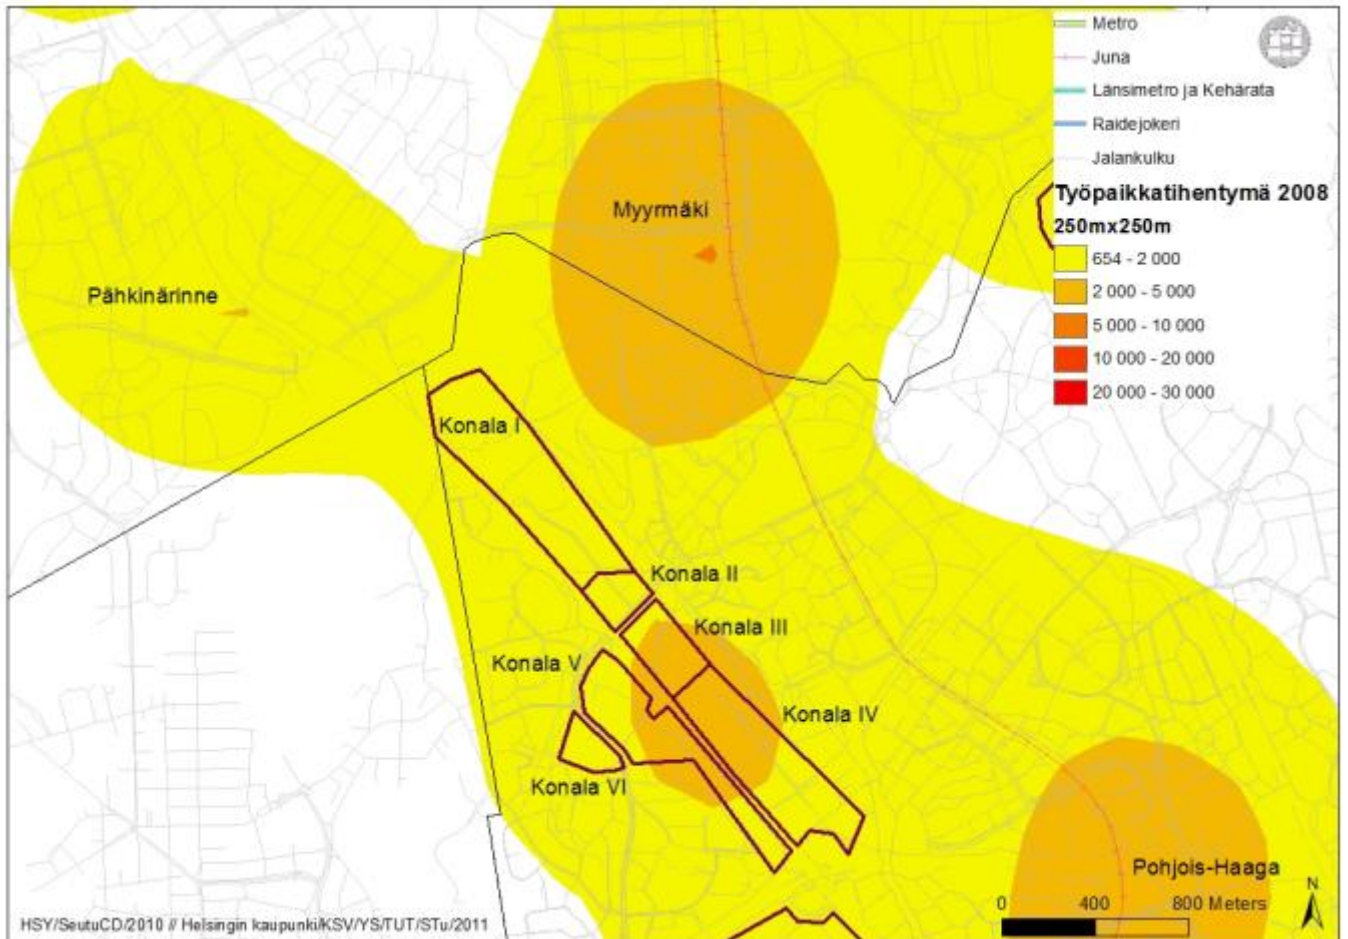 Metro
Juna
Länsimetro ja Kehärata
Raidejokeri
Jalankulku
Työpaikkatihentymä 2008
250mx250m
654 - 2 000
2 000 - 5 000
5 000 - 10 000
10 000 - 20 000
20 000 - 30 000
Myyrmäki
Pähkinärinne
Konala I
Konala II
Konala III
Konala V
Konala IV
Konala VI
Pohjois-Haaga
0 400 800 Meters
N
HSY/SeutuCD/2010 // Helsingin kaupunki/KSV/YS/TUT/STu/2011